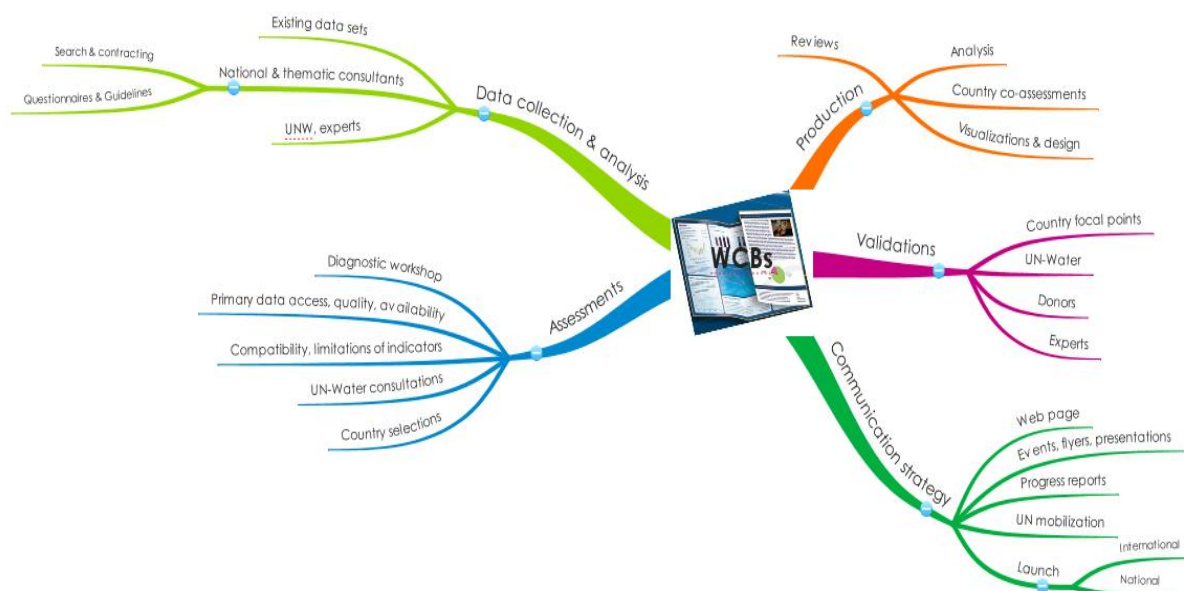 Existing data sets
Search & contracting
National & thematic consultants
Questionnaires & Guidelines
UNW, experts
Data collection & analysis
Reviews
Analysis
Production
Country co-assessments
Visualizations & design
WCBs
Validations
Country focal points
UN-Water
Donors
Experts
Diagnostic workshop
Primary data access, quality, availability
Assessments
Compatibility, limitations of indicators
UN-Water consultations
Country selections
Communication strategy
Web page
Events, flyers, presentations
Progress reports
UN mobilization
Launch
International
National